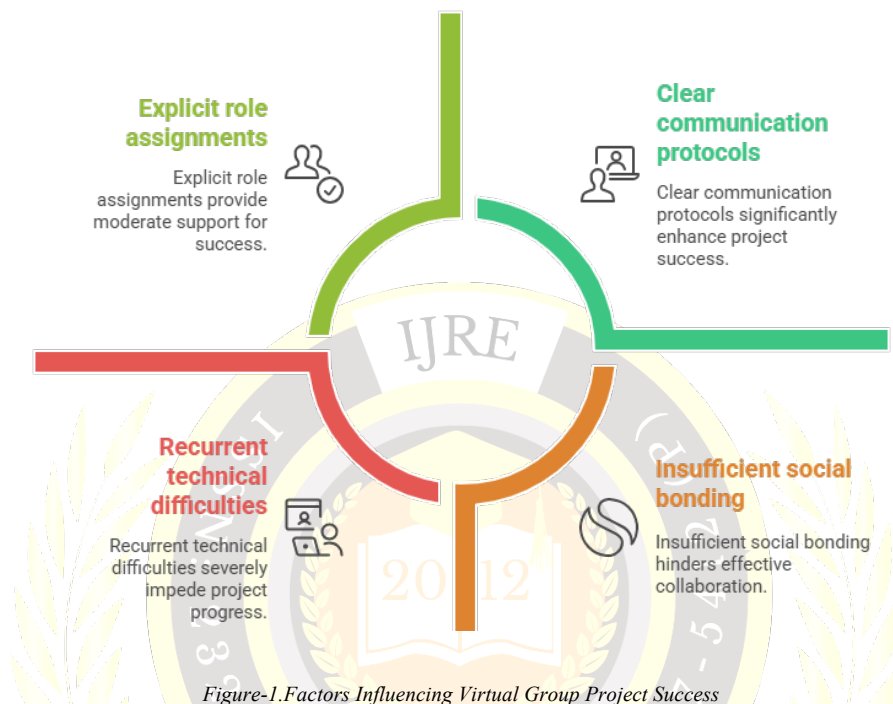 Explicit role
assignments
Explicit role
assignments provide
moderate support for
success.
Clear
communication
protocols
Clear communication
protocols significantly
enhance project
success.
IJRE
Recurrent
technical
difficulties
Recurrent technical
difficulties severely
impede project
progress.
Insufficient social
bonding
Insufficient social bonding
hinders effective
collaboration.
2012
Figure-1.Factors Influencing Virtual Group Project Success